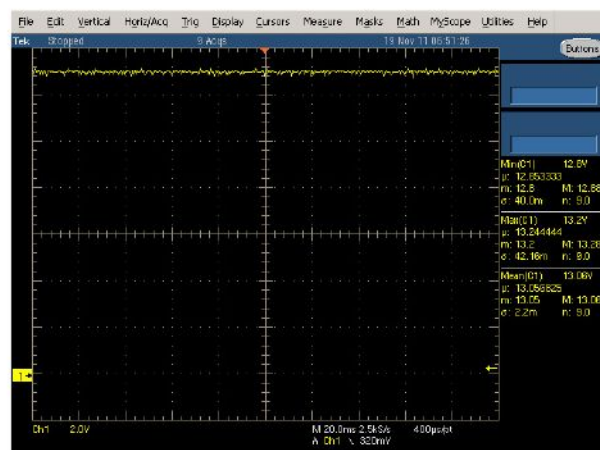 File Edit Vertical Horiz/Acq Trig Display Cursors Measure Masks Math MyScope Utilities Help
Tek Stopped 9 Acqs 19 Nov 11 06:51:26
Buttons
Min(C1) 12.8V
µ: 12.853333
m: 12.8 M: 12.88
σ: 40.0m n: 9.0
Max(C1) 13.2V
µ: 13.244444
m: 13.2 M: 13.28
σ: 42.16m n: 9.0
Mean(C1) 13.06V
µ: 13.056825
m: 13.05 M: 13.06
σ: 2.2m n: 9.0
1
Ch1 2.0V M 20.0ms 2.5kS/s 400µs/pt
A Ch1 \ 320mV